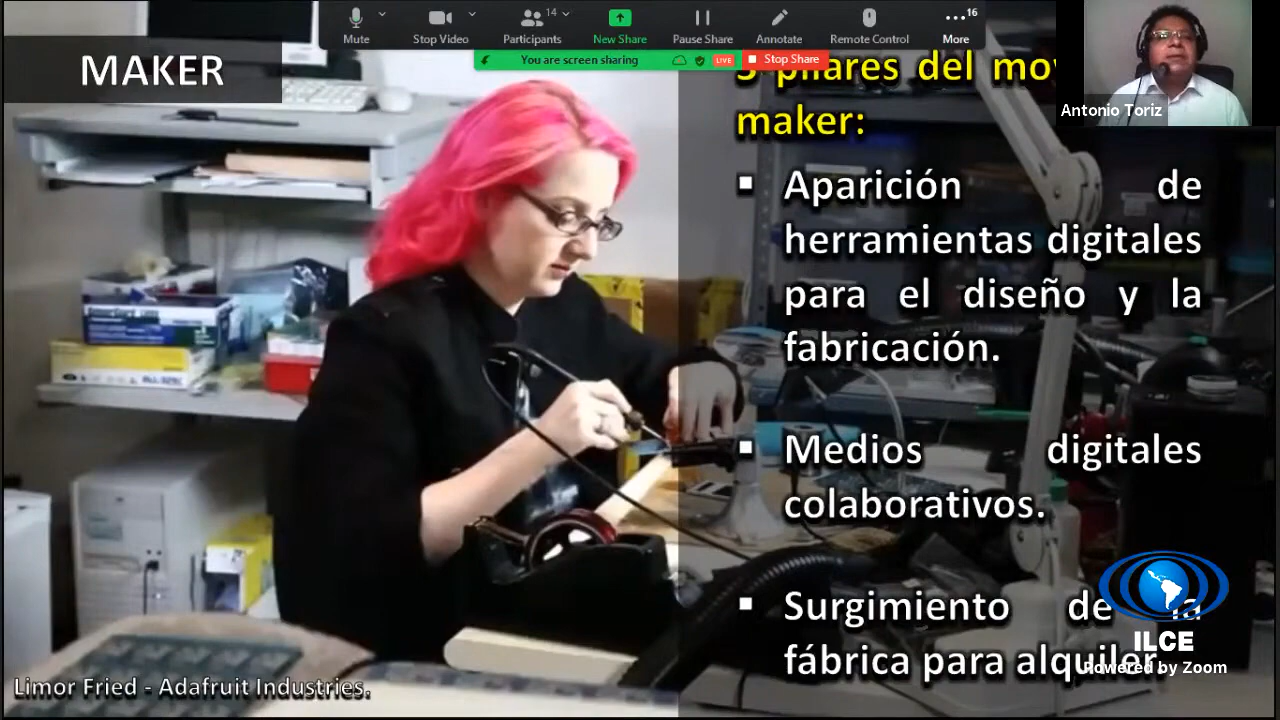 14
16
Mute
Stop Video
Participants
New Share
Pause Share
Annotate
Remote Control
More
You are screen sharing
LIVE
Stop Share
MAKER
Antonio Toriz
3 pilares del
maker:
Aparición de
herramientas digitales
para el diseño y la
fabricación.
Medios digitales
colaborativos.
Surgimiento de la
fábrica para alquiler.
ILCE
Powered by Zoom
Limor Fried - Adafruit Industries.